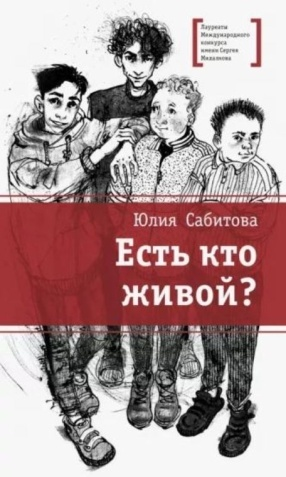 Лауреаты
Международного
конкурса
имени Сергея
Михалкова
Юлия Сабитова
Есть кто
живой?